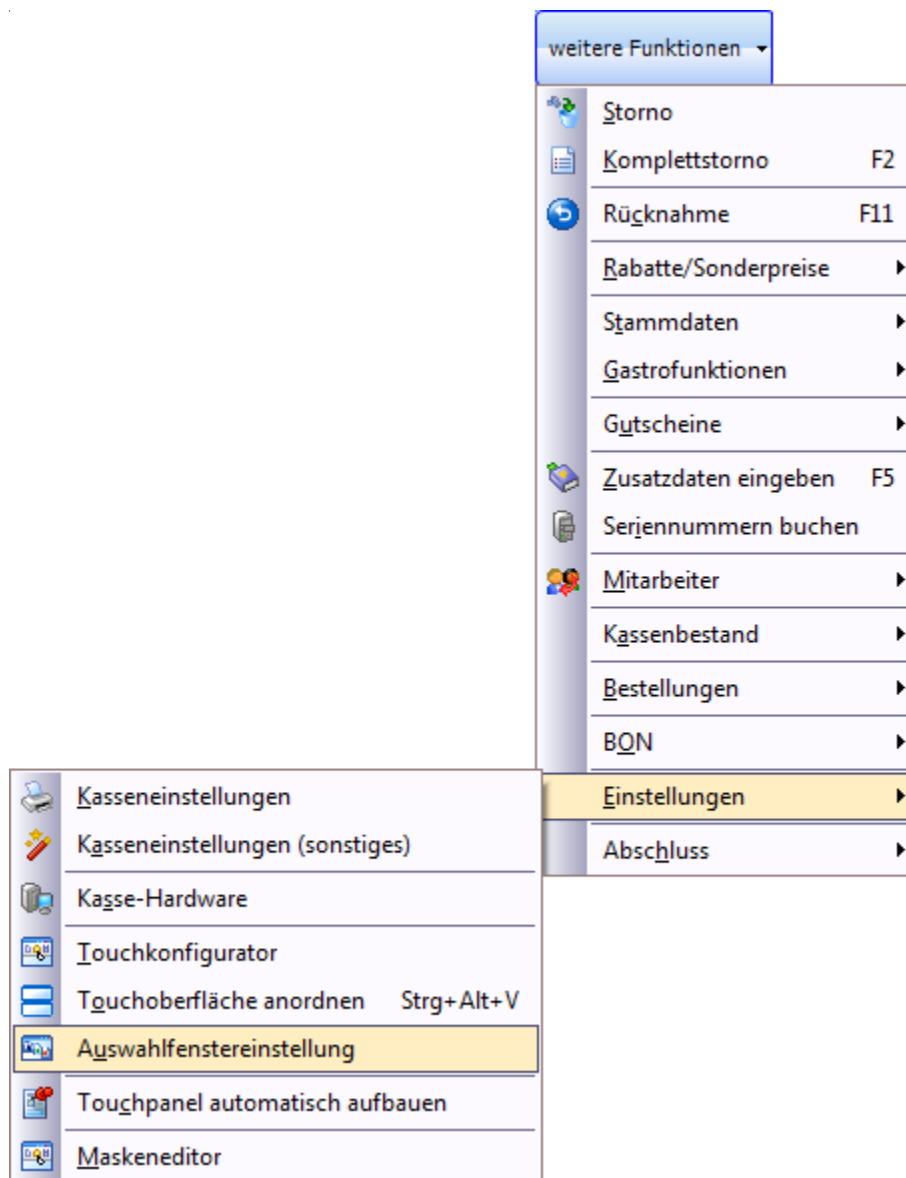 weitere Funktionen
Storno
Komplettstorno F2
Rücknahme F11
Rabatte/Sonderpreise
Stammdaten
Gastrofunktionen
Gutscheine
Zusatzdaten eingeben F5
Seriennummern buchen
Mitarbeiter
Kassenbestand
Bestellungen
BON
Einstellungen
Abschluss
Kasseneinstellungen
Kasseneinstellungen (sonstiges)
Kasse-Hardware
Touchkonfigurator
Touchoberfläche anordnen Strg+Alt+V
Auswahlfenstereinstellung
Touchpanel automatisch aufbauen
Maskeneditor